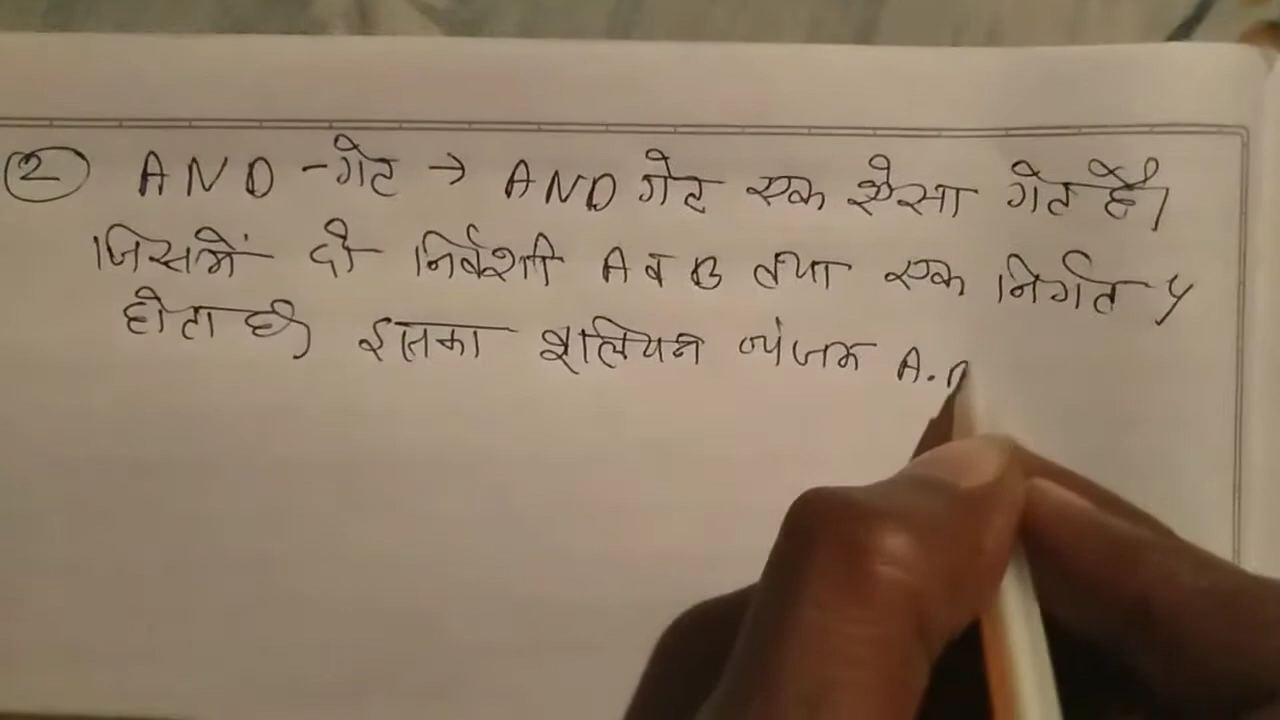 ② AND -गेट → AND गेट एक ऐसा गेट है।
जिसमें दो निवेशी A व B तथा एक निर्गत y
होता है इसका बूलियन व्यंजक A.